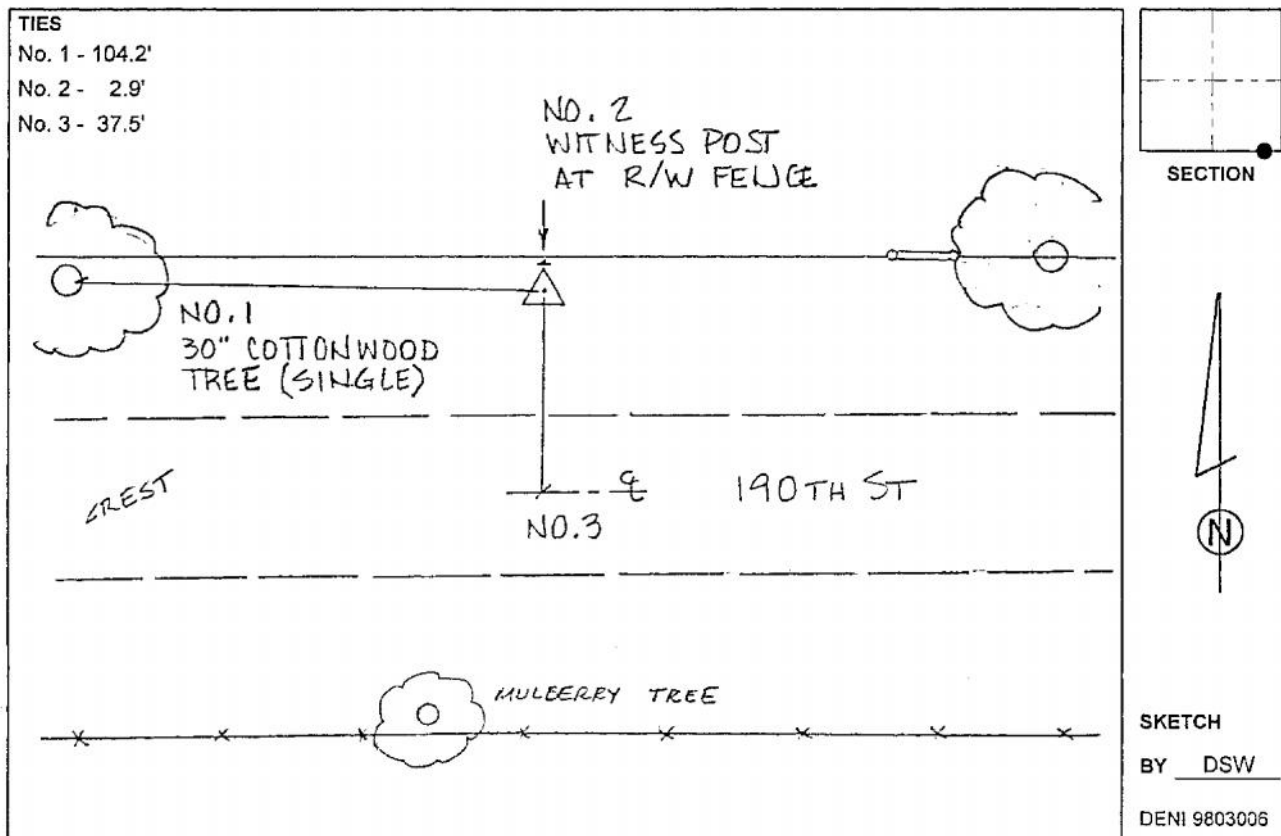 TIES
No. 1 - 104.2'
No. 2 - 2.9'
No. 3 - 37.5'
NO. 2
WITNESS POST
AT R/W FENCE
SECTION
NO. 1
30" COTTONWOOD
TREE (SINGLE)
CREST
℄ 190TH ST
NO.3
N
MULBERRY TREE
SKETCH
BY DSW
DENI 9803006